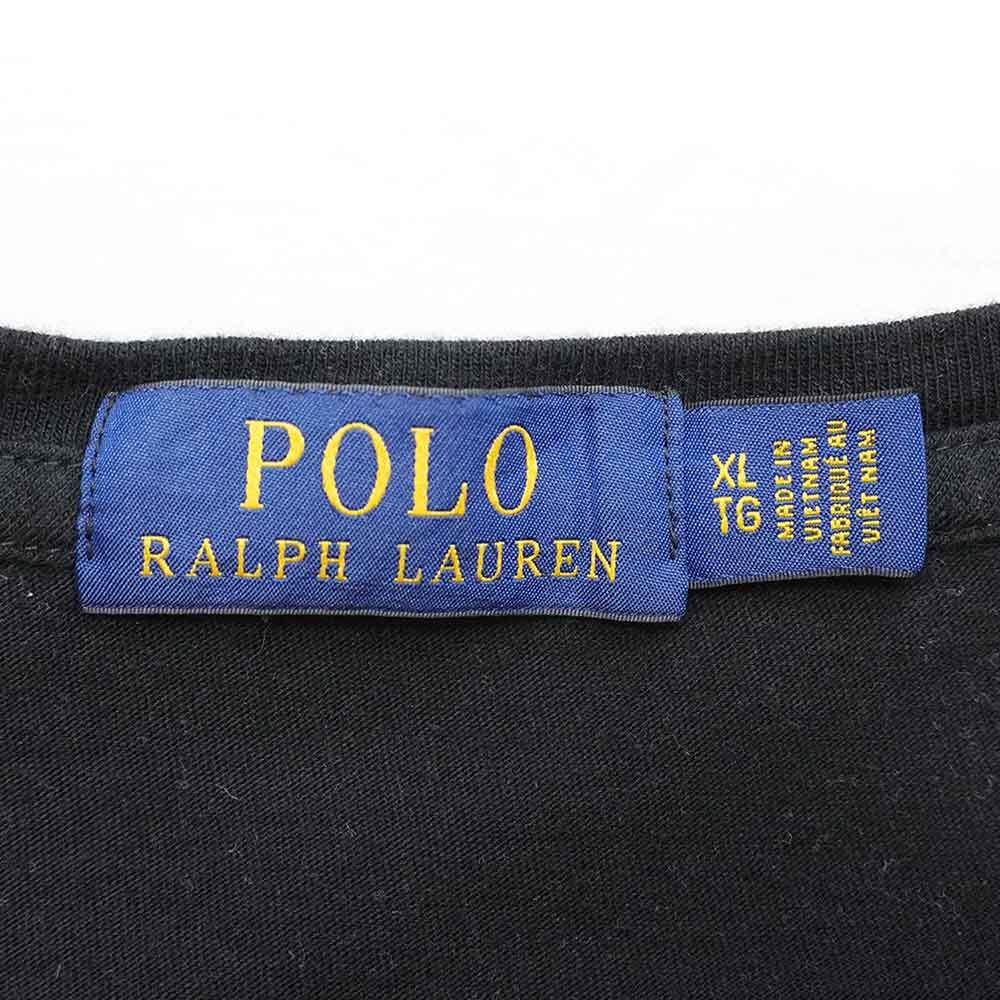 POLO
RALPH LAUREN
XL
TG
MADE IN
VIETNAM
FABRIQUÉ AU
VIÊT NAM